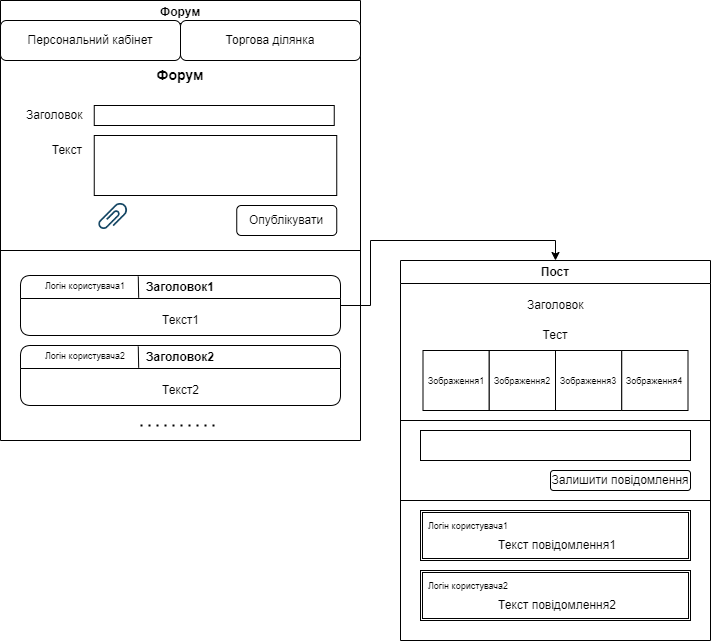 Форум
Персональний кабінет
Торгова ділянка
Форум
Заголовок
Текст
Опублікувати
Логін користувача1
Заголовок1
Текст1
Логін користувача2
Заголовок2
Текст2
. . . . . . . . . .
Пост
Заголовок
Тест
Зображення1
Зображення2
Зображення3
Зображення4
Залишити повідомлення
Логін користувача1
Текст повідомлення1
Логін користувача2
Текст повідомлення2